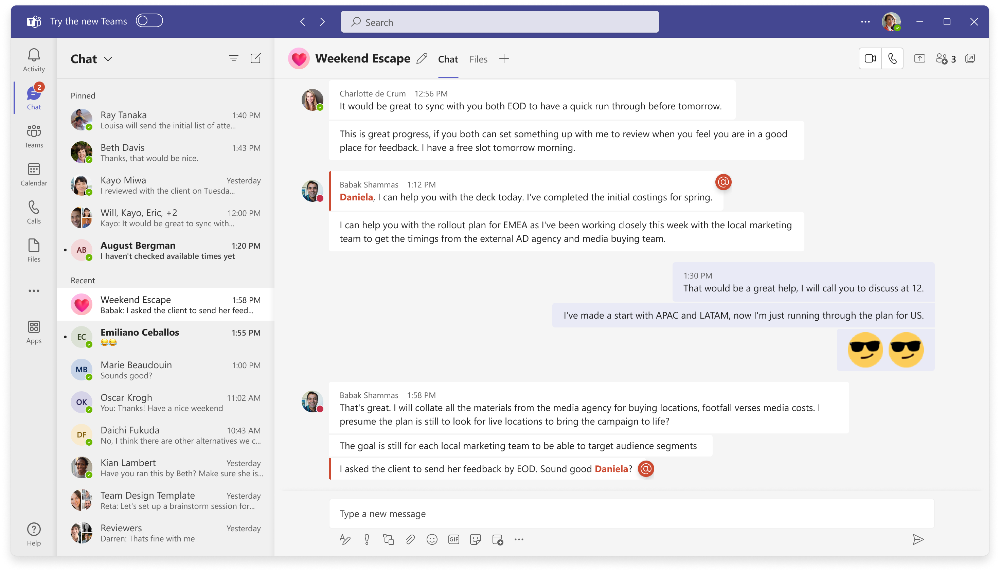 Try the new Teams
Search
Activity
2
Chat
Teams
Calendar
Calls
Files
Apps
Help
Chat
Pinned
Ray Tanaka 1:40 PM
Louisa will send the initial list of atte...
Beth Davis 1:43 PM
Thanks, that would be nice.
Kayo Miwa Yesterday
I reviewed with the client on Tuesda...
Will, Kayo, Eric, +2 12:00 PM
Kayo: It would be great to sync with...
AB
August Bergman 1:20 PM
I haven't checked available times yet
Recent
Weekend Escape 1:58 PM
Babak: I asked the client to send her feed...
EC
Emiliano Ceballos 1:55 PM
😂😂
MB
Marie Beaudouin 1:00 PM
Sounds good?
OK
Oscar Krogh 11:02 AM
You: Thanks! Have a nice weekend
DF
Daichi Fukuda 10:43 AM
No, I think there are other alternatives we c...
Kian Lambert Yesterday
Have you ran this by Beth? Make sure she is...
Team Design Template Yesterday
Reta: Let's set up a brainstorm session for...
Reviewers Yesterday
Darren: Thats fine with me
Weekend Escape Chat Files 3
Charlotte de Crum 12:56 PM
It would be great to sync with you both EOD to have a quick run through before tomorrow.
This is great progress, if you both can set something up with me to review when you feel you are in a good
place for feedback. I have a free slot tomorrow morning.
Babak Shammas 1:12 PM
@
Daniela, I can help you with the deck today. I've completed the initial costings for spring.
I can help you with the rollout plan for EMEA as I've been working closely this week with the local marketing
team to get the timings from the external AD agency and media buying team.
1:30 PM
That would be a great help, I will call you to discuss at 12.
I've made a start with APAC and LATAM, now I'm just running through the plan for US.
😎😎
Babak Shammas 1:58 PM
That's great. I will collate all the materials from the media agency for buying locations, footfall verses media costs. I
presume the plan is still to look for live locations to bring the campaign to life?
The goal is still for each local marketing team to be able to target audience segments
I asked the client to send her feedback by EOD. Sound good Daniela? @
Type a new message
GIF